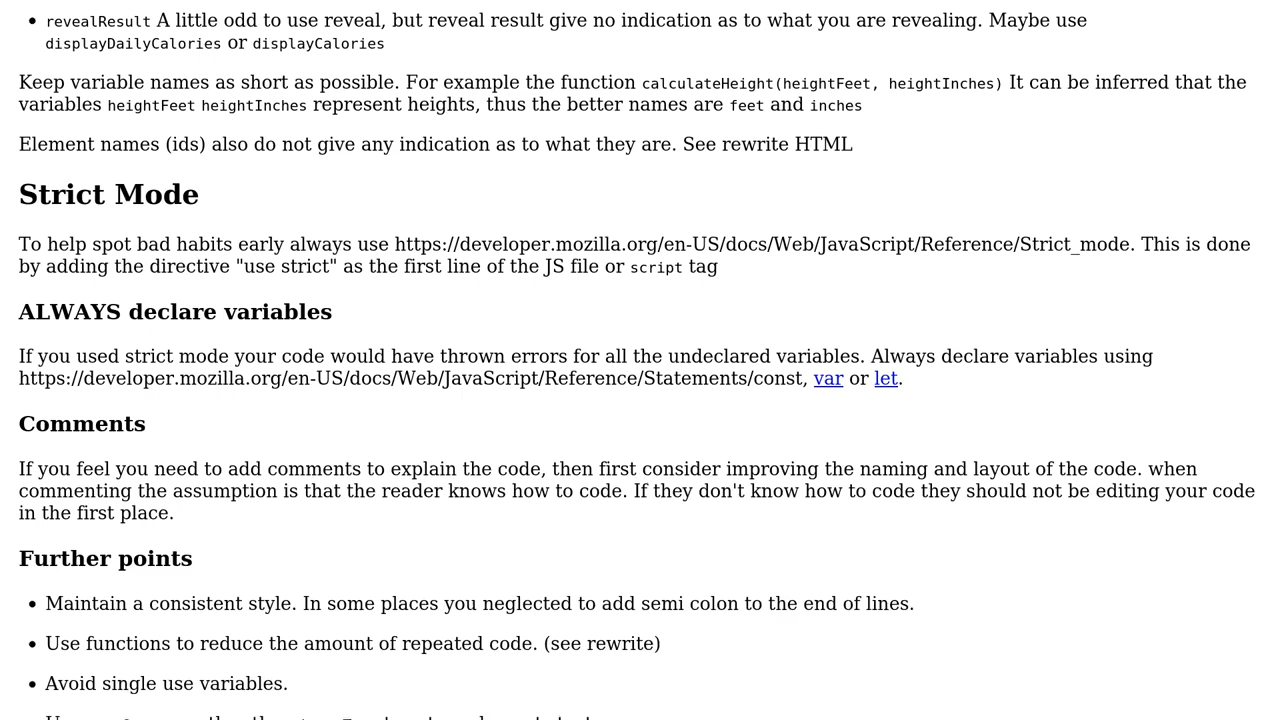 • revealResult A little odd to use reveal, but reveal result give no indication as to what you are revealing. Maybe use
displayDailyCalories or displayCalories
Keep variable names as short as possible. For example the function calculateHeight(heightFeet, heightInches) It can be inferred that the
variables heightFeet heightInches represent heights, thus the better names are feet and inches
Element names (ids) also do not give any indication as to what they are. See rewrite HTML
Strict Mode
To help spot bad habits early always use https://developer.mozilla.org/en-US/docs/Web/JavaScript/Reference/Strict_mode. This is done
by adding the directive "use strict" as the first line of the JS file or script tag
ALWAYS declare variables
If you used strict mode your code would have thrown errors for all the undeclared variables. Always declare variables using
https://developer.mozilla.org/en-US/docs/Web/JavaScript/Reference/Statements/const, var or let.
Comments
If you feel you need to add comments to explain the code, then first consider improving the naming and layout of the code. when
commenting the assumption is that the reader knows how to code. If they don't know how to code they should not be editing your code
in the first place.
Further points
• Maintain a consistent style. In some places you neglected to add semi colon to the end of lines.
• Use functions to reduce the amount of repeated code. (see rewrite)
• Avoid single use variables.